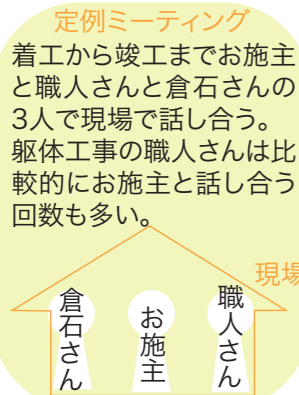 定例ミーティング
着工から竣工までお施主
と職人さんと倉石さんの
3人で現場で話し合う。
躯体工事の職人さんは比
較的にお施主と話し合う
回数も多い。
現場
倉石さん
お施主
職人さん